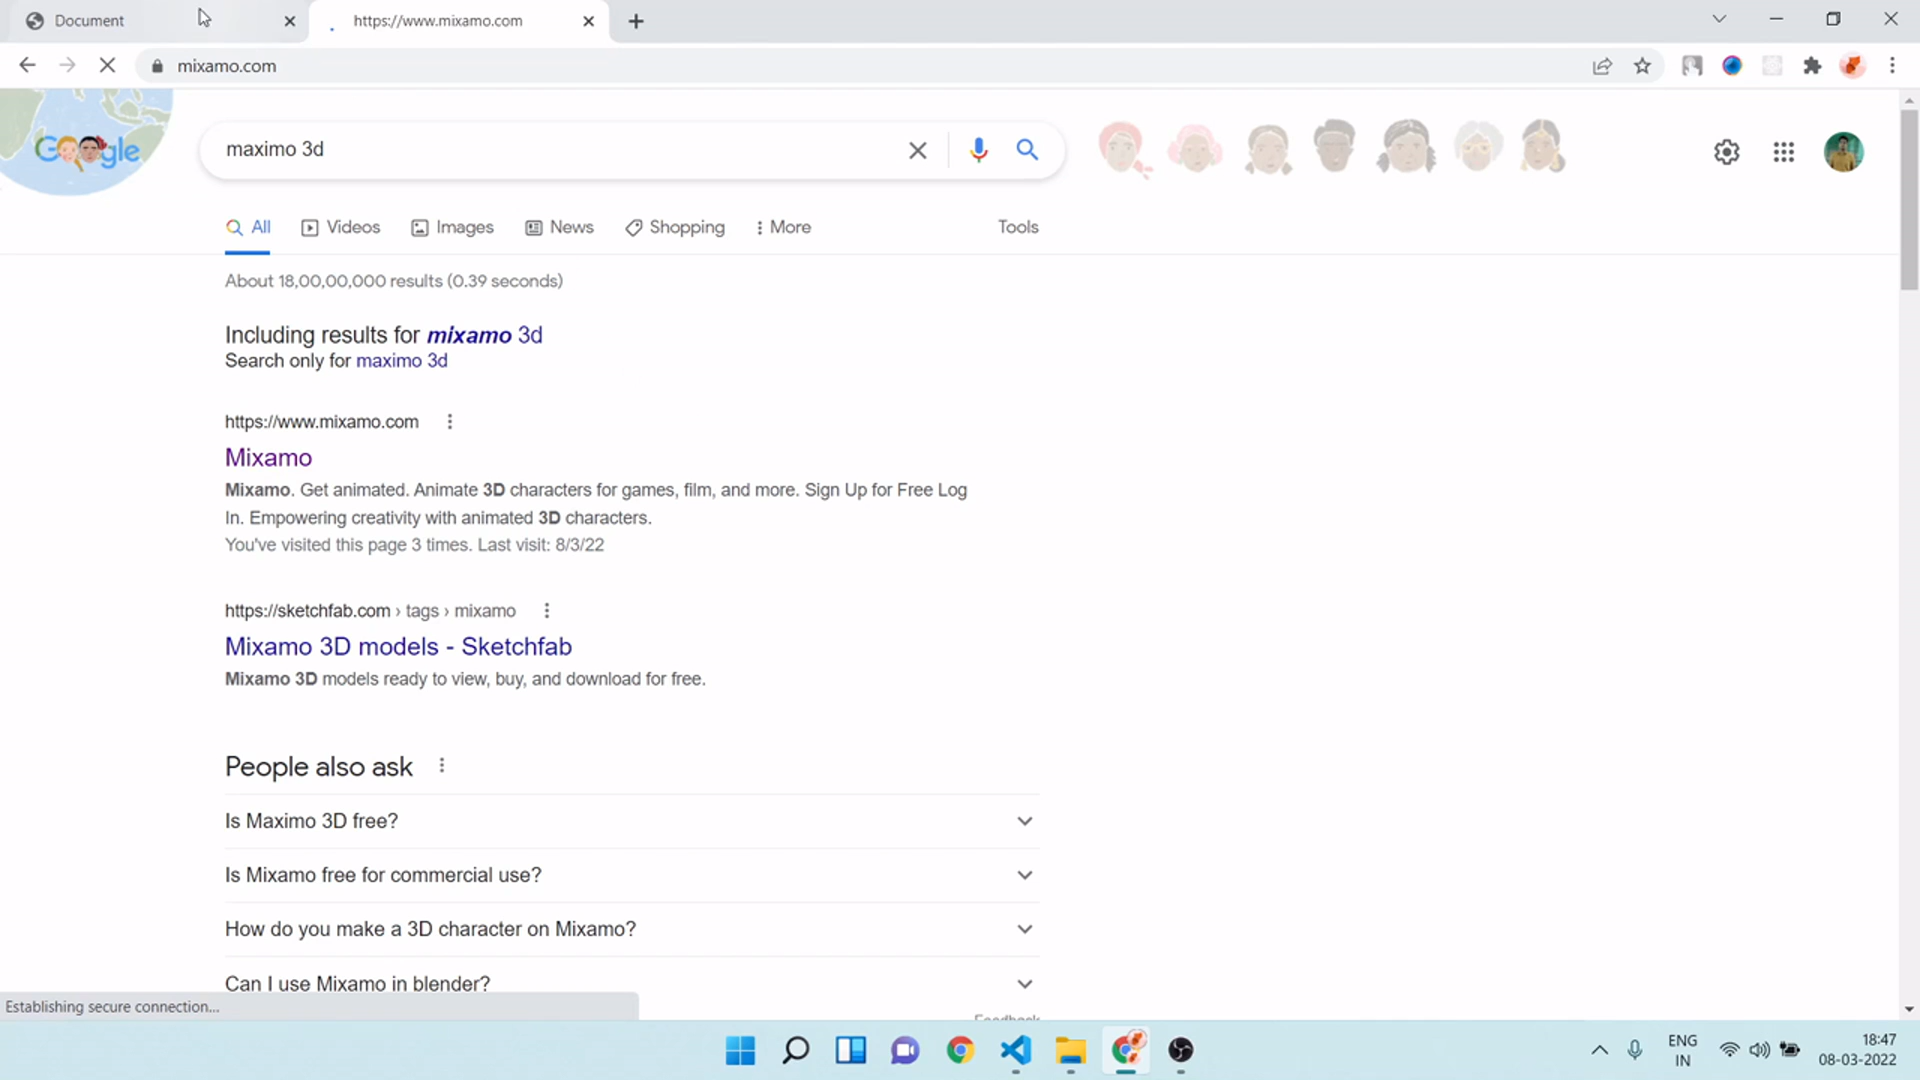 Document
https://www.mixamo.com
mixamo.com
Google
maximo 3d
All
Videos
Images
News
Shopping
More
Tools
About 18,00,00,000 results (0.39 seconds)
Including results for mixamo 3d
Search only for maximo 3d
https://www.mixamo.com
Mixamo
Mixamo. Get animated. Animate 3D characters for games, film, and more. Sign Up for Free Log
In. Empowering creativity with animated 3D characters.
You've visited this page 3 times. Last visit: 8/3/22
https://sketchfab.com › tags › mixamo
Mixamo 3D models - Sketchfab
Mixamo 3D models ready to view, buy, and download for free.
People also ask
Is Maximo 3D free?
Is Mixamo free for commercial use?
How do you make a 3D character on Mixamo?
Can I use Mixamo in blender?
Establishing secure connection...
Feedback
ENG
IN
18:47
08-03-2022